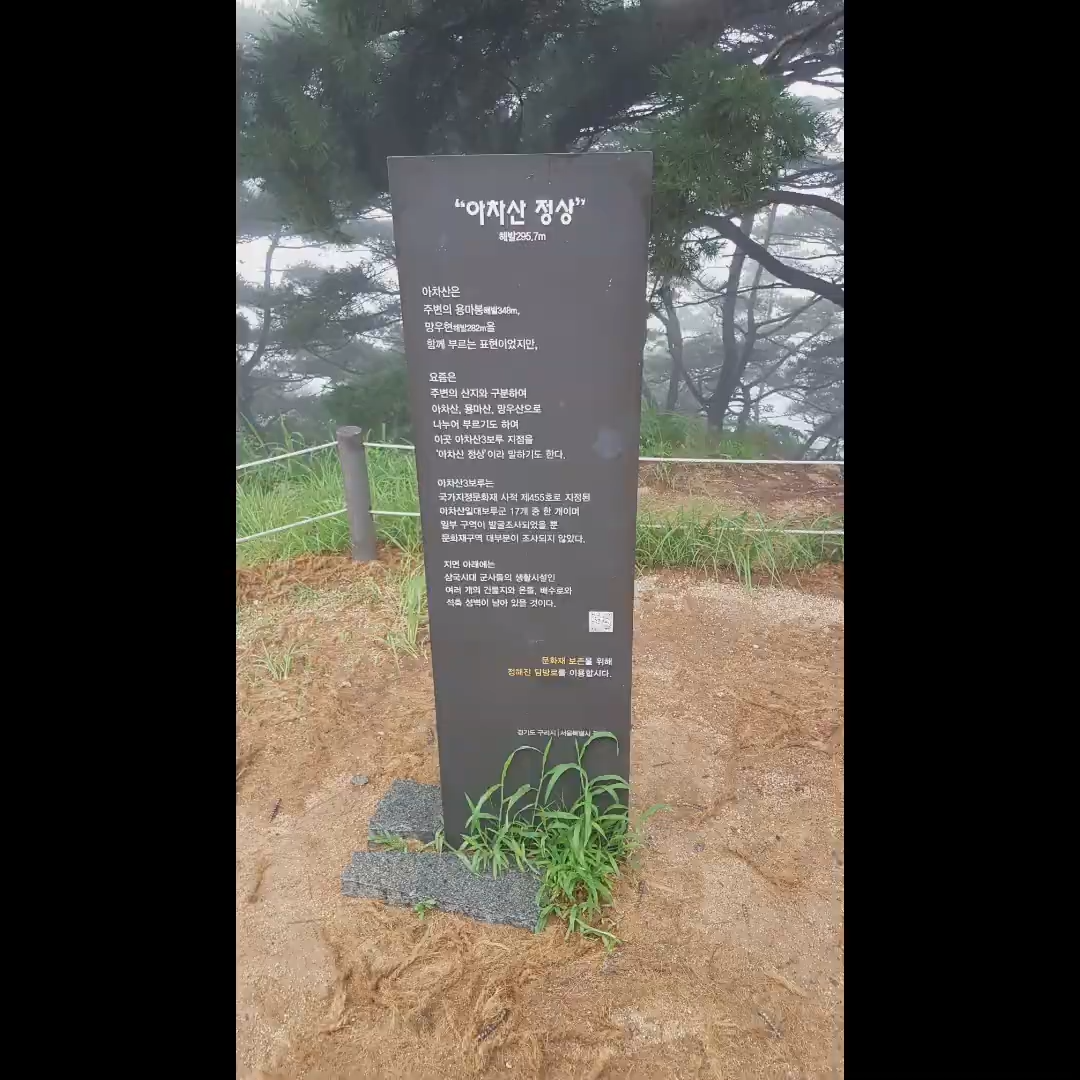 “아차산 정상”
해발295.7m
아차산은
주변의 용마봉해발348m,
망우현해발282m을
함께 부르는 표현이었지만,
요즘은
주변의 산지와 구분하여
아차산, 용마산, 망우산으로
나누어 부르기도 하여
이곳 아차산3보루 지점을
'아차산 정상'이라 말하기도 한다.
아차산3보루는
국가지정문화재 사적 제455호로 지정된
아차산일대보루군 17개 중 한 개이며
일부 구역이 발굴조사되었을 뿐
문화재구역 대부분이 조사되지 않았다.
지면 아래에는
삼국시대 군사들의 생활시설인
여러 개의 건물지와 온돌, 배수로와
석축 성벽이 남아 있을 것이다.
문화재 보존을 위해
정해진 탐방로를 이용합시다.
경기도 구리시 | 서울특별시